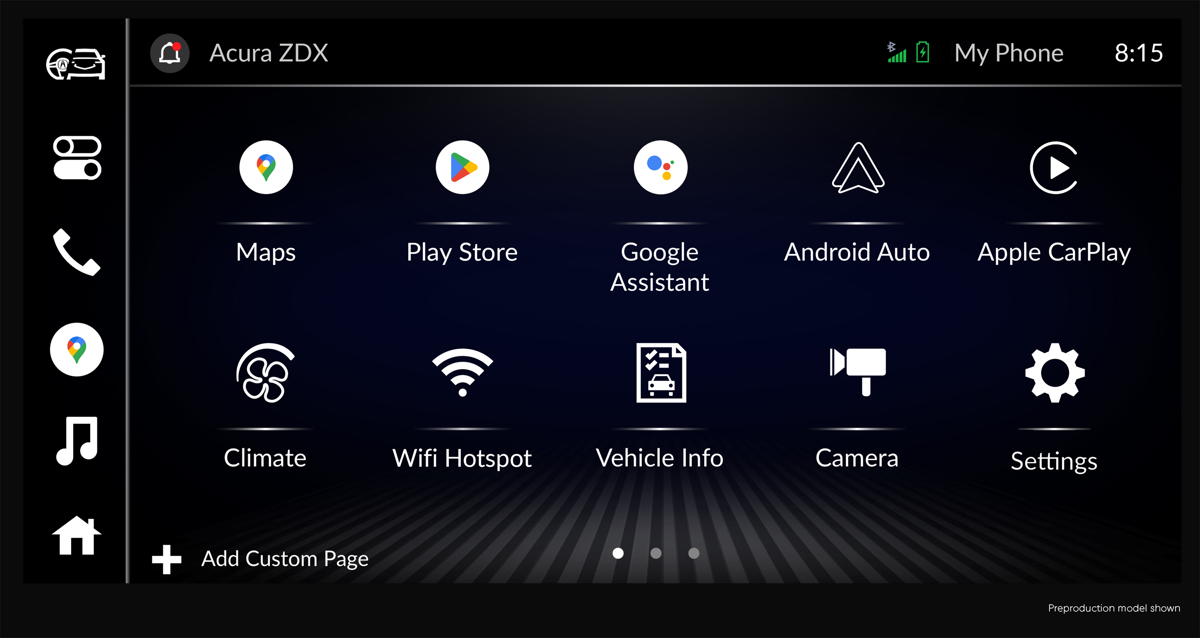 Acura ZDX
My Phone
8:15
Maps
Play Store
Google
Assistant
Android Auto
Apple CarPlay
Climate
Wifi Hotspot
Vehicle Info
Camera
Settings
Add Custom Page
Preproduction model shown